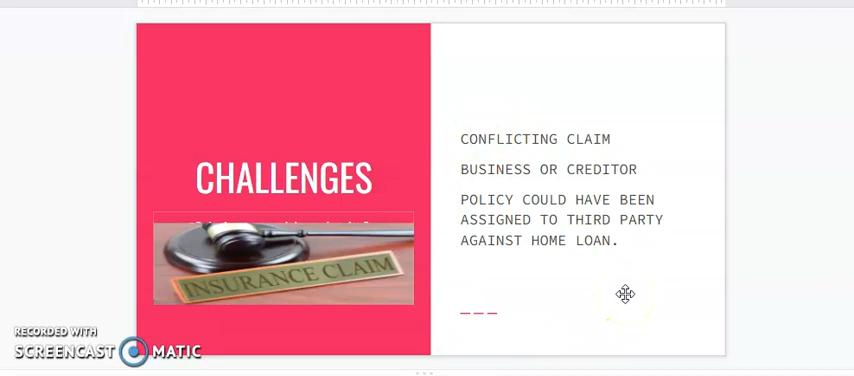 CHALLENGES
INSURANCE CLAIM
CONFLICTING CLAIM
BUSINESS OR CREDITOR
POLICY COULD HAVE BEEN
ASSIGNED TO THIRD PARTY
AGAINST HOME LOAN.
RECORDED WITH
SCREENCAST MATIC